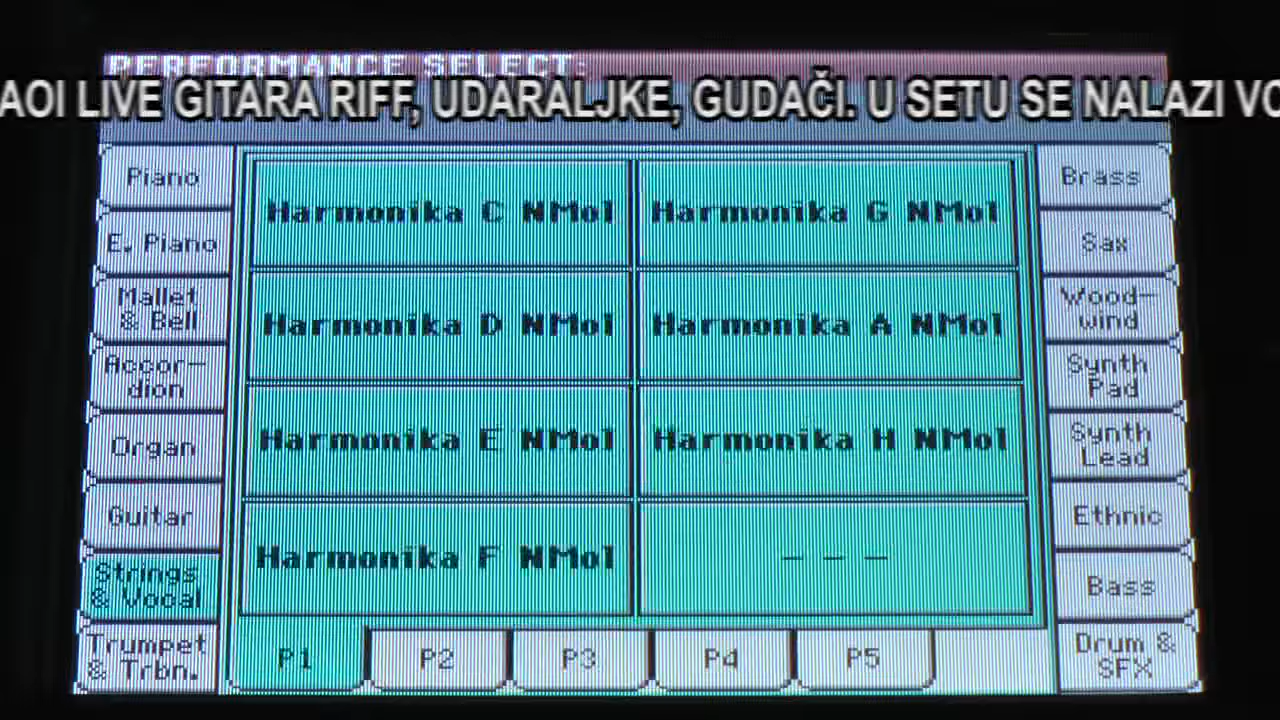 PERFORMANCE SELECT:
LIVE GITARA RIFF, UDARALJKE, GUDAČI. U SETU SE NALAZI
Piano
E. Piano
Mallet
& Bell
Accor-
dion
Organ
Guitar
Strings
& Vocal
Trumpet
& Trbn.
Harmonika C NMol
Harmonika G NMol
Harmonika D NMol
Harmonika A NMol
Harmonika E NMol
Harmonika H NMol
Harmonika F NMol
- - -
Brass
Sax
Wood-
wind
Synth
Pad
Synth
Lead
Ethnic
Bass
Drum &
SFX
P1
P2
P3
P4
P5